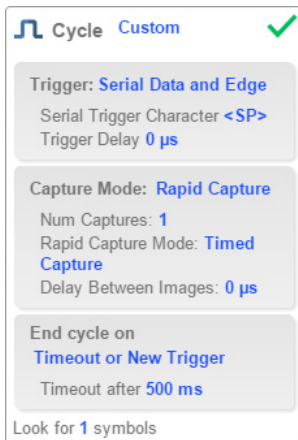 Cycle Custom
Trigger: Serial Data and Edge
Serial Trigger Character <SP>
Trigger Delay 0 µs
Capture Mode: Rapid Capture
Num Captures: 1
Rapid Capture Mode: Timed
Capture
Delay Between Images: 0 µs
End cycle on
Timeout or New Trigger
Timeout after 500 ms
Look for 1 symbols